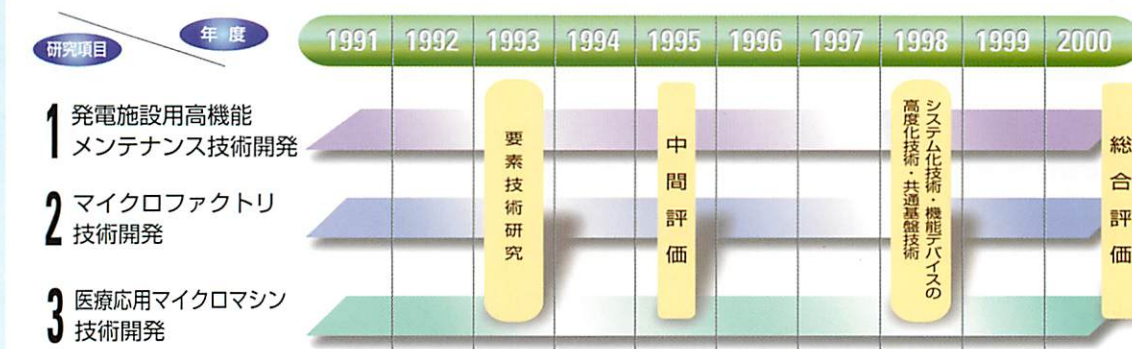 年 度
研究項目
1991 1992 1993 1994 1995 1996 1997 1998 1999 2000
1 発電施設用高機能
メンテナンス技術開発
2 マイクロファクトリ
技術開発
3 医療応用マイクロマシン
技術開発
要素技術研究
中間評価
システム化技術・機能デバイスの
高度化技術・共通基盤技術
総合評価